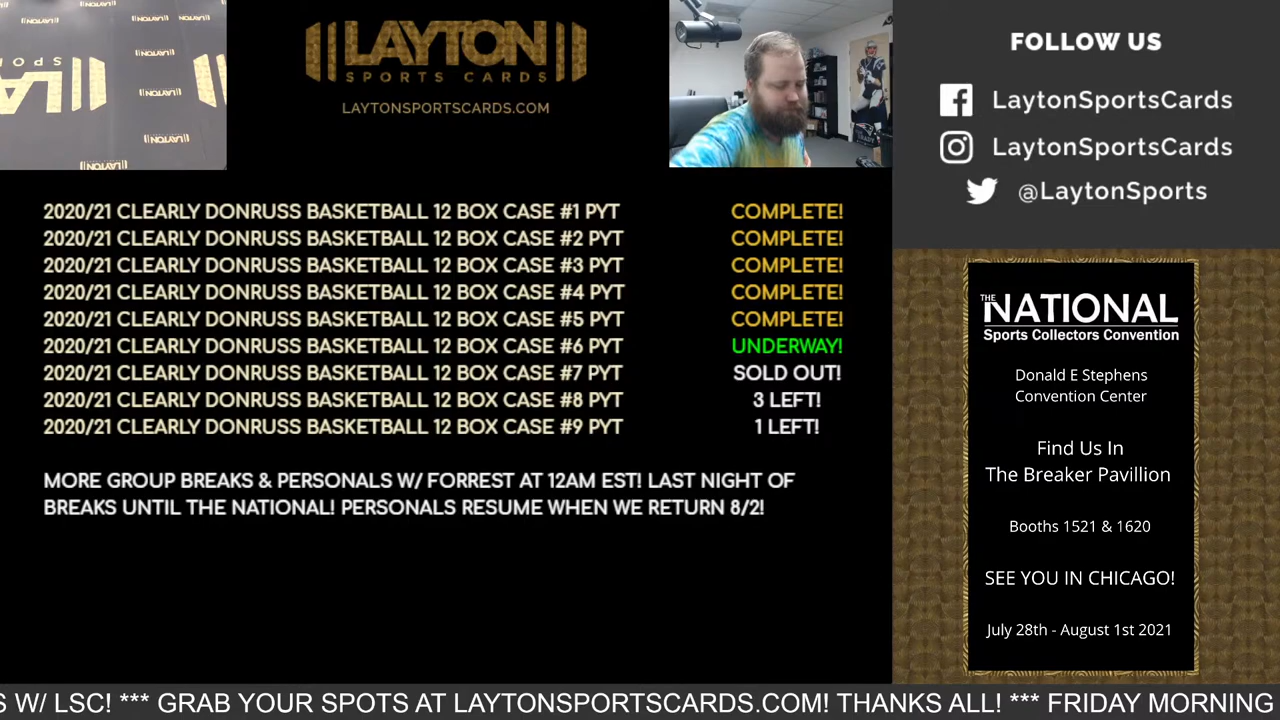 LAYTON
SPORTS CARDS
LAYTONSPORTSCARDS.COM
2020/21 CLEARLY DONRUSS BASKETBALL 12 BOX CASE #1 PYT COMPLETE!
2020/21 CLEARLY DONRUSS BASKETBALL 12 BOX CASE #2 PYT COMPLETE!
2020/21 CLEARLY DONRUSS BASKETBALL 12 BOX CASE #3 PYT COMPLETE!
2020/21 CLEARLY DONRUSS BASKETBALL 12 BOX CASE #4 PYT COMPLETE!
2020/21 CLEARLY DONRUSS BASKETBALL 12 BOX CASE #5 PYT COMPLETE!
2020/21 CLEARLY DONRUSS BASKETBALL 12 BOX CASE #6 PYT UNDERWAY!
2020/21 CLEARLY DONRUSS BASKETBALL 12 BOX CASE #7 PYT SOLD OUT!
2020/21 CLEARLY DONRUSS BASKETBALL 12 BOX CASE #8 PYT 3 LEFT!
2020/21 CLEARLY DONRUSS BASKETBALL 12 BOX CASE #9 PYT 1 LEFT!
MORE GROUP BREAKS & PERSONALS W/ FORREST AT 12AM EST! LAST NIGHT OF
BREAKS UNTIL THE NATIONAL! PERSONALS RESUME WHEN WE RETURN 8/2!
FOLLOW US
LaytonSportsCards
LaytonSportsCards
@LaytonSports
THE NATIONAL
Sports Collectors Convention
Donald E Stephens
Convention Center
Find Us In
The Breaker Pavillion
Booths 1521 & 1620
SEE YOU IN CHICAGO!
July 28th - August 1st 2021
S W/ LSC! *** GRAB YOUR SPOTS AT LAYTONSPORTSCARDS.COM! THANKS ALL! *** FRIDAY MORNING